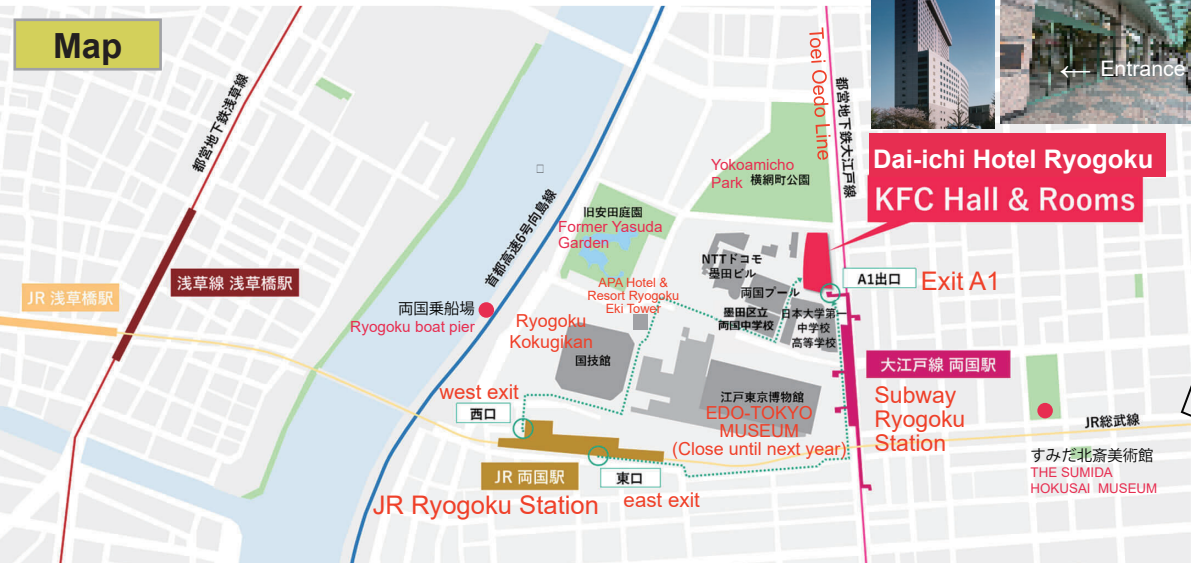 Map
← Entrance
都営地下鉄浅草線
首都高速6号向島線
Toei Oedo Line
都営地下鉄大江戸線
Dai-ichi Hotel Ryogoku
KFC Hall & Rooms
Yokoamicho
Park 横網町公園
旧安田庭園
Former Yasuda
Garden
NTTドコモ
墨田ビル
両国プール
A1出口
Exit A1
浅草線 浅草橋駅
JR 浅草橋駅
APA Hotel &
Resort Ryogoku
Eki Tower
両国乗船場
Ryogoku boat pier
Ryogoku
Kokugikan
国技館
墨田区立
両国中学校
日本大学第一
中学校
高等学校
大江戸線 両国駅
Subway
Ryogoku
Station
江戸東京博物館
EDO-TOKYO
MUSEUM
(Close until next year)
west exit
西口
JR総武線
すみだ北斎美術館
THE SUMIDA
HOKUSAI MUSEUM
JR 両国駅
東口
JR Ryogoku Station
east exit